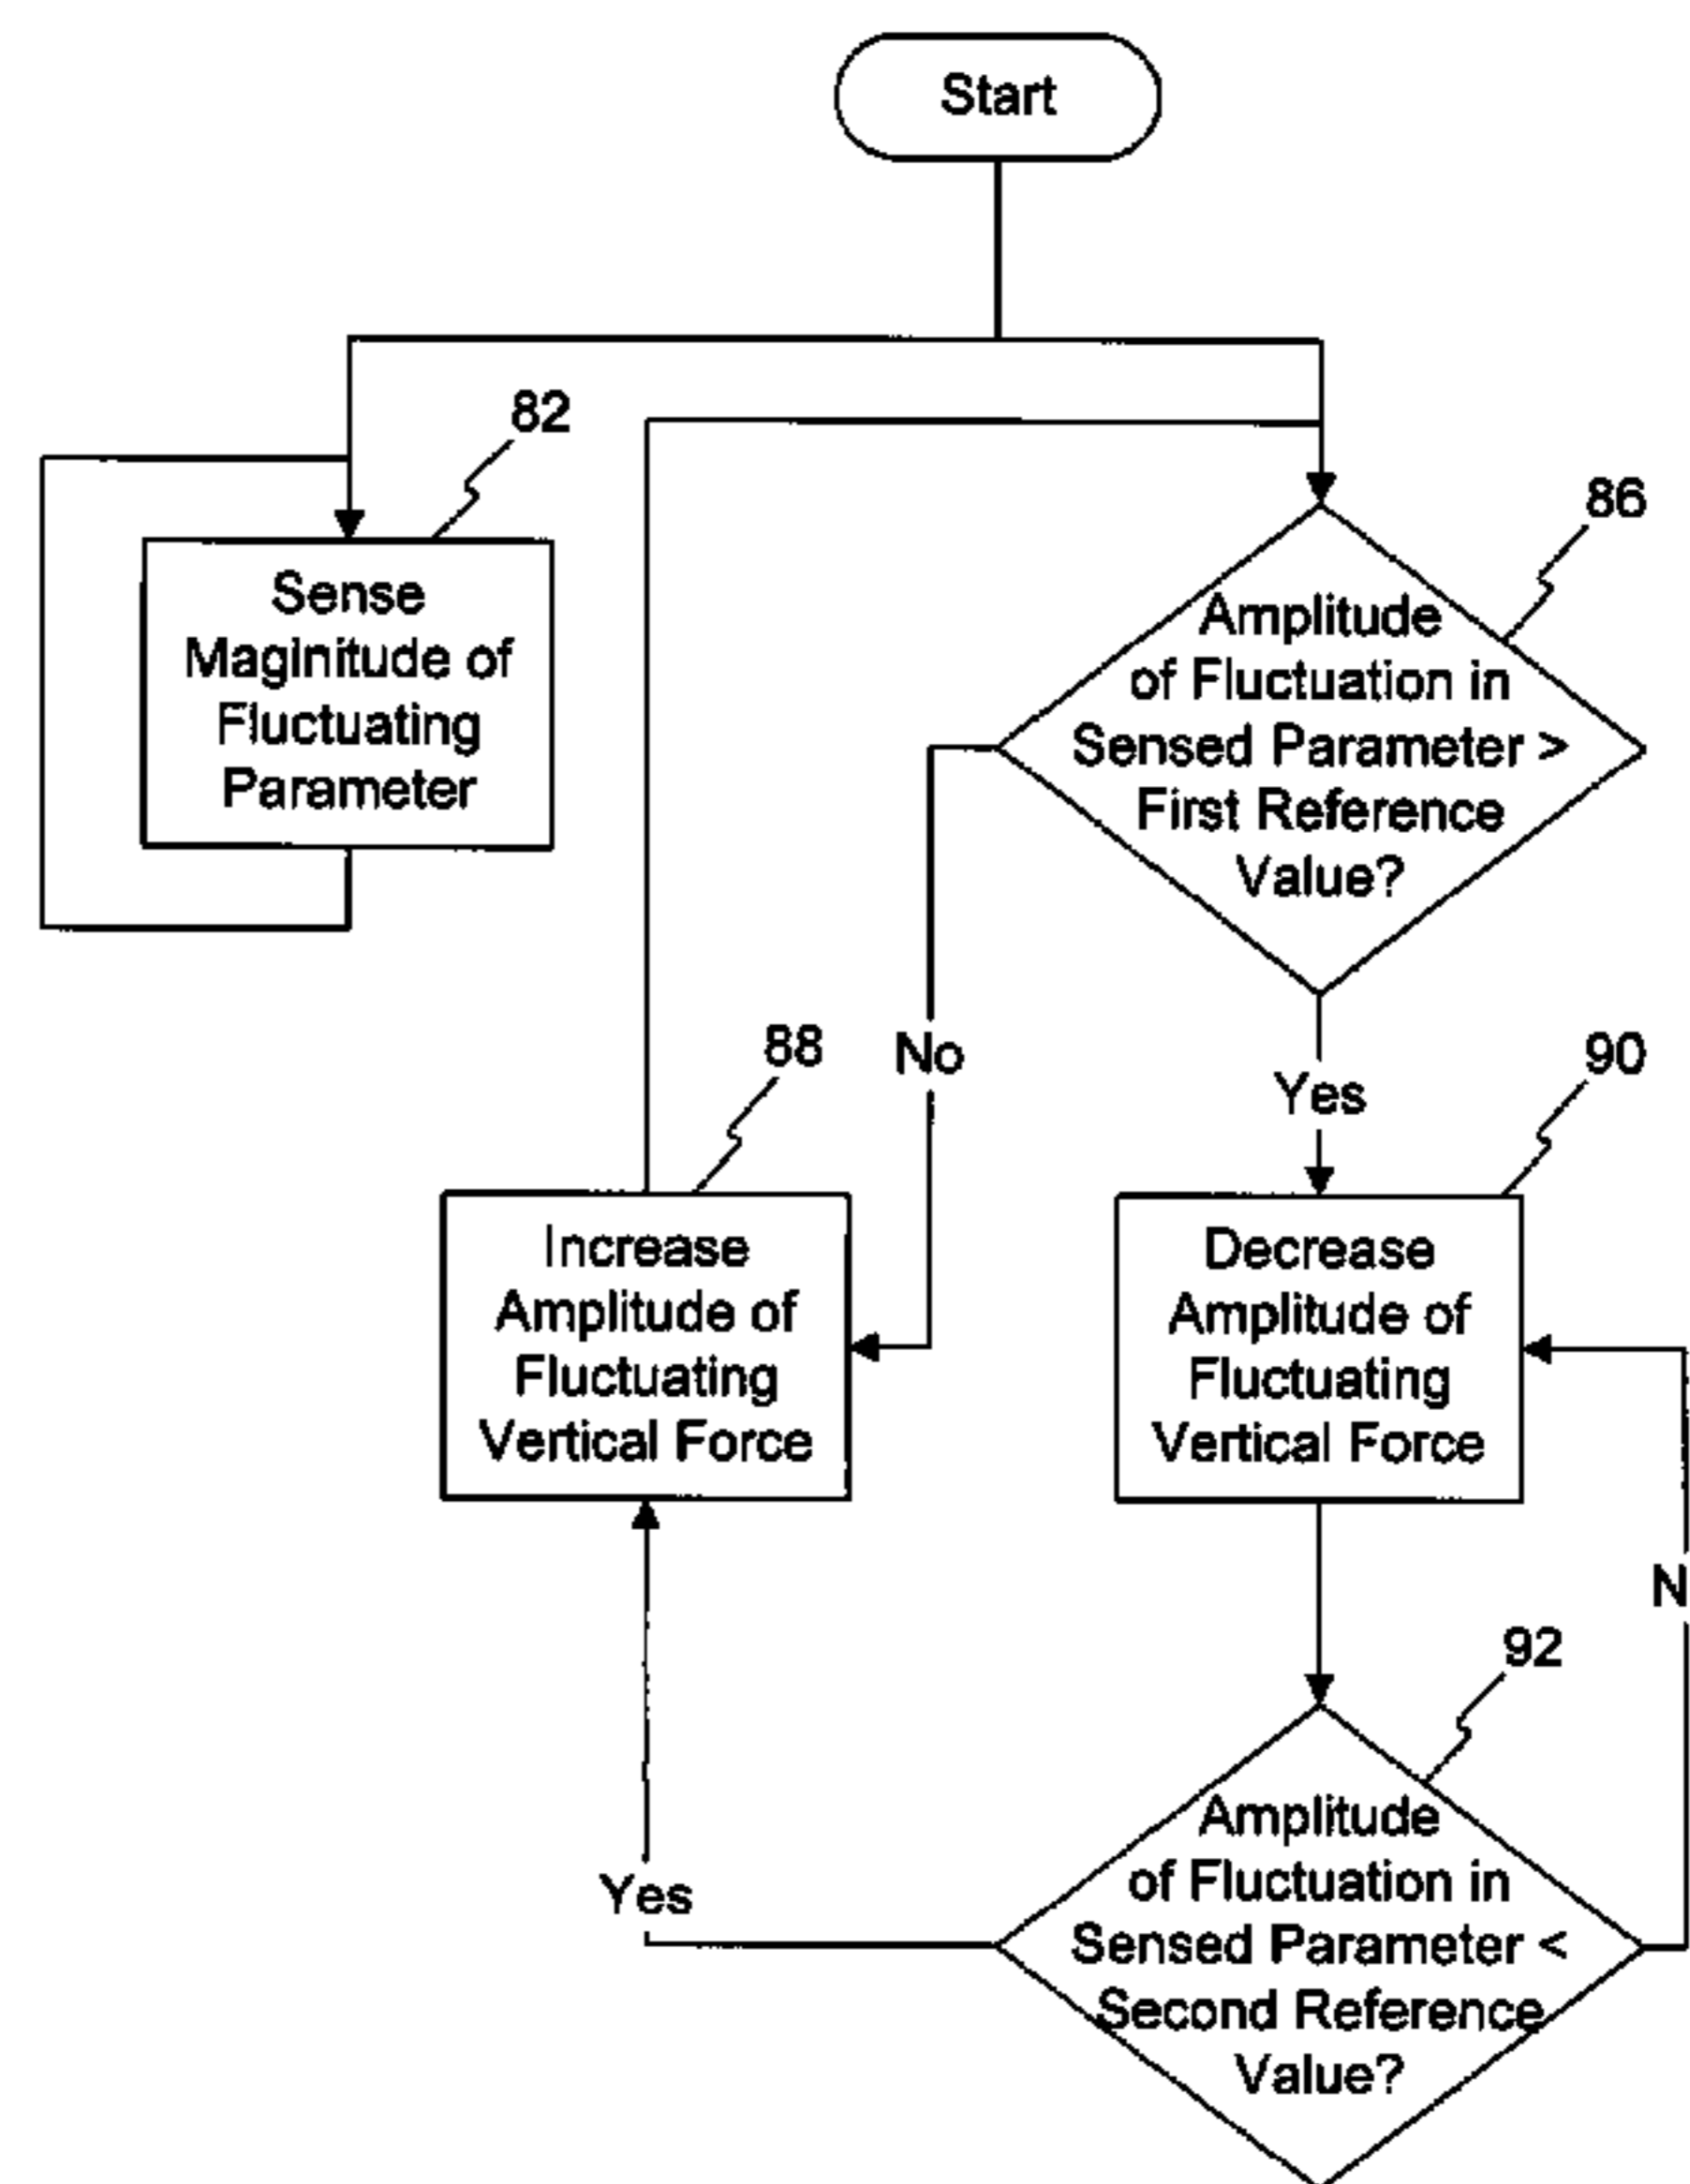 Start
82
Sense
Maginitude of
Fluctuating
Parameter
86
Amplitude
of Fluctuation in
Sensed Parameter >
First Reference
Value?
No
Yes
88
Increase
Amplitude of
Fluctuating
Vertical Force
90
Decrease
Amplitude of
Fluctuating
Vertical Force
N
92
Amplitude
of Fluctuation in
Sensed Parameter <
Second Reference
Value?
Yes